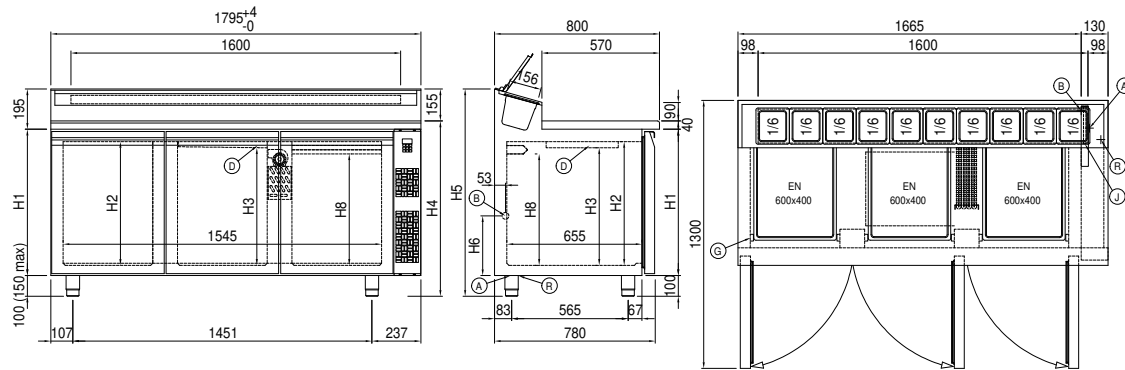 1795+4
-0
1600
195
155
H1
H2
H3
H8
H4
D
1545
100 (150 max)
107
1451
237
800
570
156
90
40
53
B
D
H5
H6
H8
H3
H2
H1
655
A
R
100
83
565
67
780
1665
130
98
1600
98
B
A
1/6
1/6
1/6
1/6
1/6
1/6
1/6
1/6
1/6
1/6
R
J
EN
600x400
EN
600x400
EN
600x400
G
1300